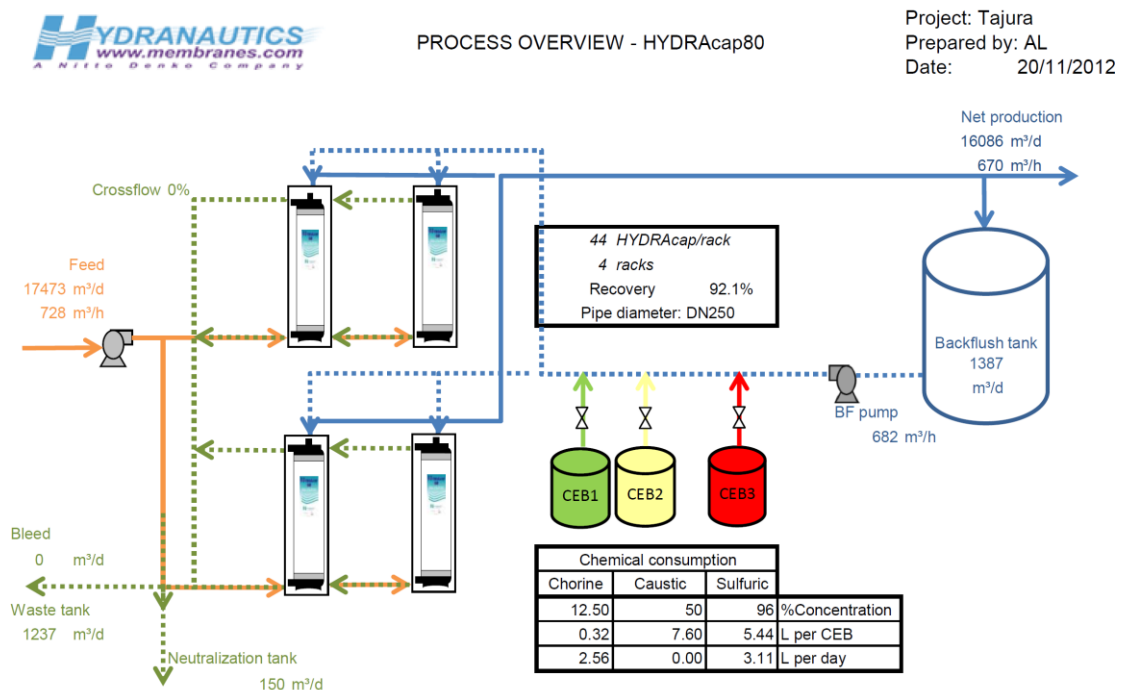 HYDRANAUTICS
www.membranes.com
A Nitto Denko Company
PROCESS OVERVIEW - HYDRAcap80
Project: Tajura
Prepared by: AL
Date: 20/11/2012
Net production
16086 m³/d
670 m³/h
Crossflow 0%
Feed
17473 m³/d
728 m³/h
44 HYDRAcap/rack
4 racks
Recovery 92.1%
Pipe diameter: DN250
Backflush tank
1387
m³/d
BF pump
682 m³/h
CEB1
CEB2
CEB3
Bleed
0 m³/d
Waste tank
1237 m³/d
Neutralization tank
150 m³/d
Chemical consumption
Chorine Caustic Sulfuric
12.50 50 96 %Concentration
0.32 7.60 5.44 L per CEB
2.56 0.00 3.11 L per day